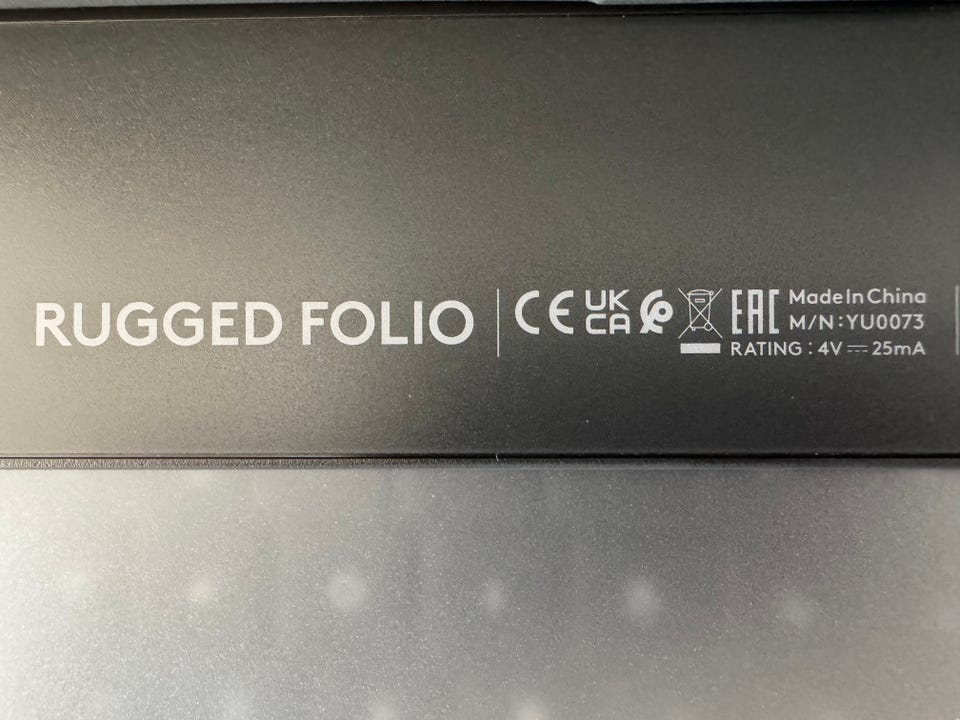 RUGGED FOLIO
CE UK CA EAC
Made In China
M/N:YU0073
RATING : 4V ⎓ 25mA